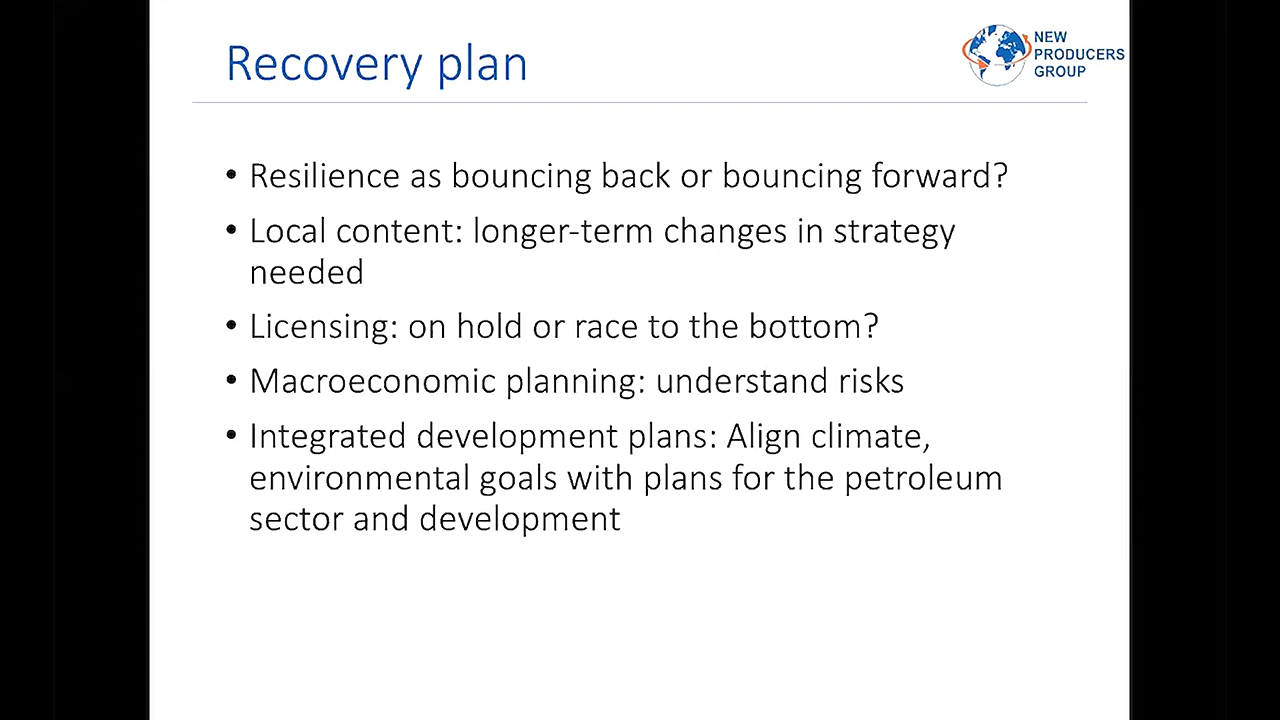 Recovery plan
NEW
PRODUCERS
GROUP
• Resilience as bouncing back or bouncing forward?
• Local content: longer-term changes in strategy
needed
• Licensing: on hold or race to the bottom?
• Macroeconomic planning: understand risks
• Integrated development plans: Align climate,
environmental goals with plans for the petroleum
sector and development